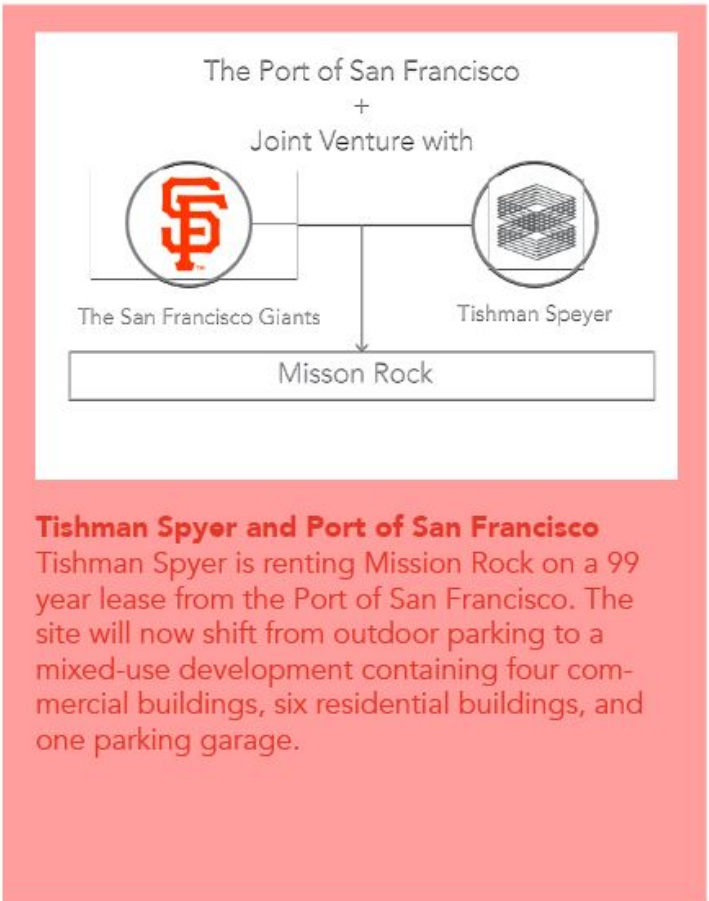 The Port of San Francisco
+
Joint Venture with
SF
TM
The San Francisco Giants
Tishman Speyer
Misson Rock
Tishman Spyer and Port of San Francisco
Tishman Spyer is renting Mission Rock on a 99
year lease from the Port of San Francisco. The
site will now shift from outdoor parking to a
mixed-use development containing four com-
mercial buildings, six residential buildings, and
one parking garage.